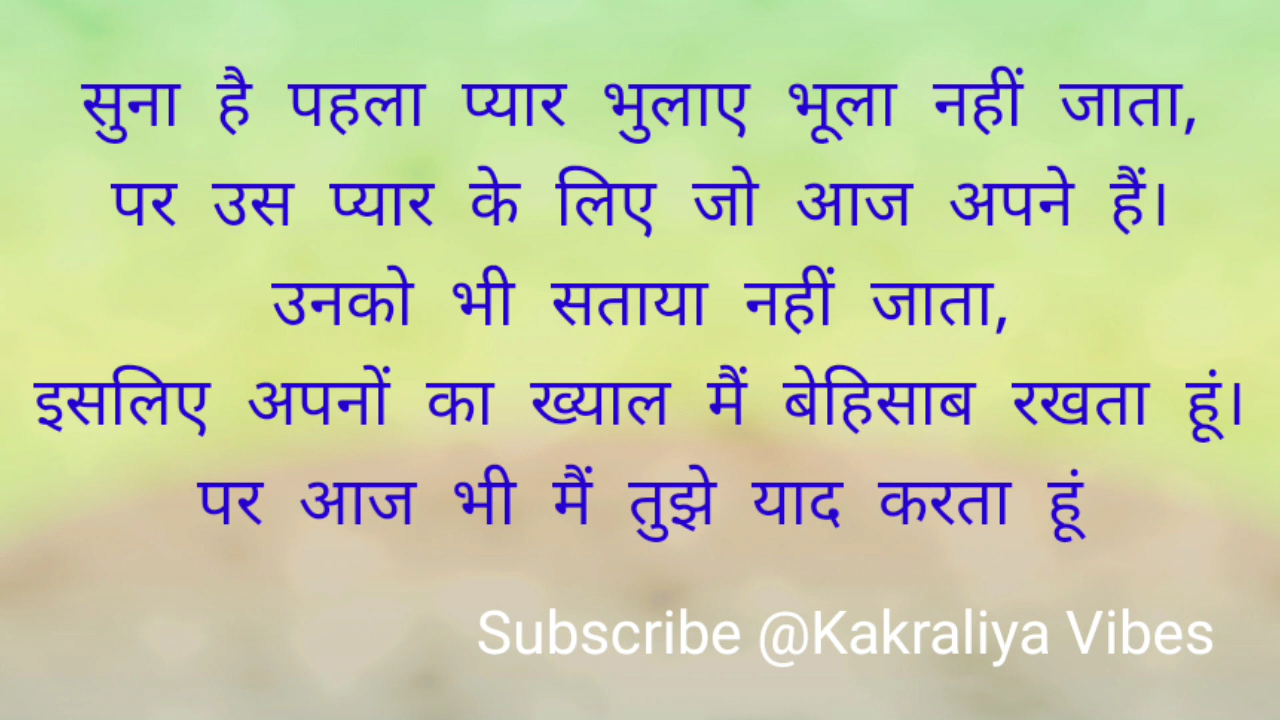 सुना है पहला प्यार भुलाए भूला नहीं जाता,
पर उस प्यार के लिए जो आज अपने हैं।
उनको भी सताया नहीं जाता,
इसलिए अपनों का ख्याल मैं बेहिसाब रखता हूं।
पर आज भी मैं तुझे याद करता हूं
Subscribe @Kakraliya Vibes